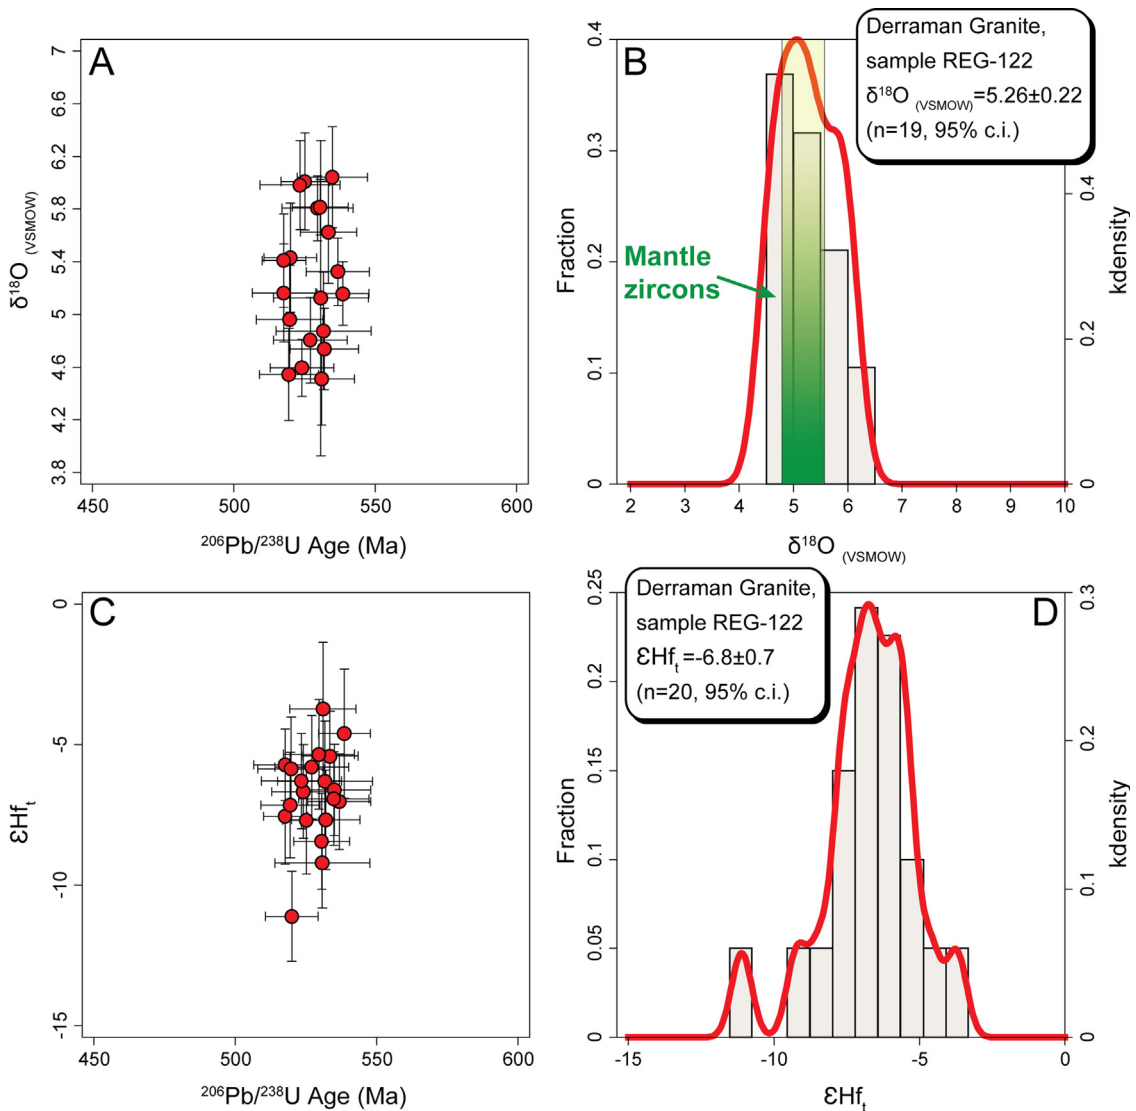 A
7
6.6
6.2
5.8
5.4
5
4.6
4.2
3.8
δ¹⁸O (VSMOW)
450
500
550
600
²⁰⁶Pb/²³⁸U Age (Ma)
B
Derraman Granite,
sample REG-122
δ¹⁸O (VSMOW)=5.26±0.22
(n=19, 95% c.i.)
Mantle
zircons
0.4
0.3
0.2
0.1
0
Fraction
0.4
0.2
0
kdensity
2
3
4
5
6
7
8
9
10
δ¹⁸O (VSMOW)
C
0
-5
-10
-15
ƐHft
450
500
550
600
²⁰⁶Pb/²³⁸U Age (Ma)
D
Derraman Granite,
sample REG-122
ƐHft=-6.8±0.7
(n=20, 95% c.i.)
0.25
0.2
0.15
0.1
0.05
0
Fraction
0.3
0.2
0.1
0
kdensity
-15
-10
-5
0
ƐHft